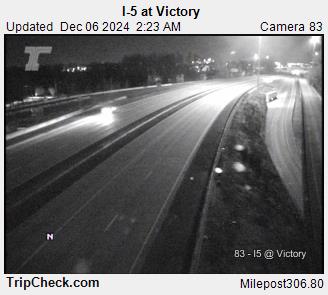 I-5 at Victory
Updated Dec 06 2024 2:23 AM Camera 83
T
N
83 - I5 @ Victory
TripCheck.com Milepost306.80